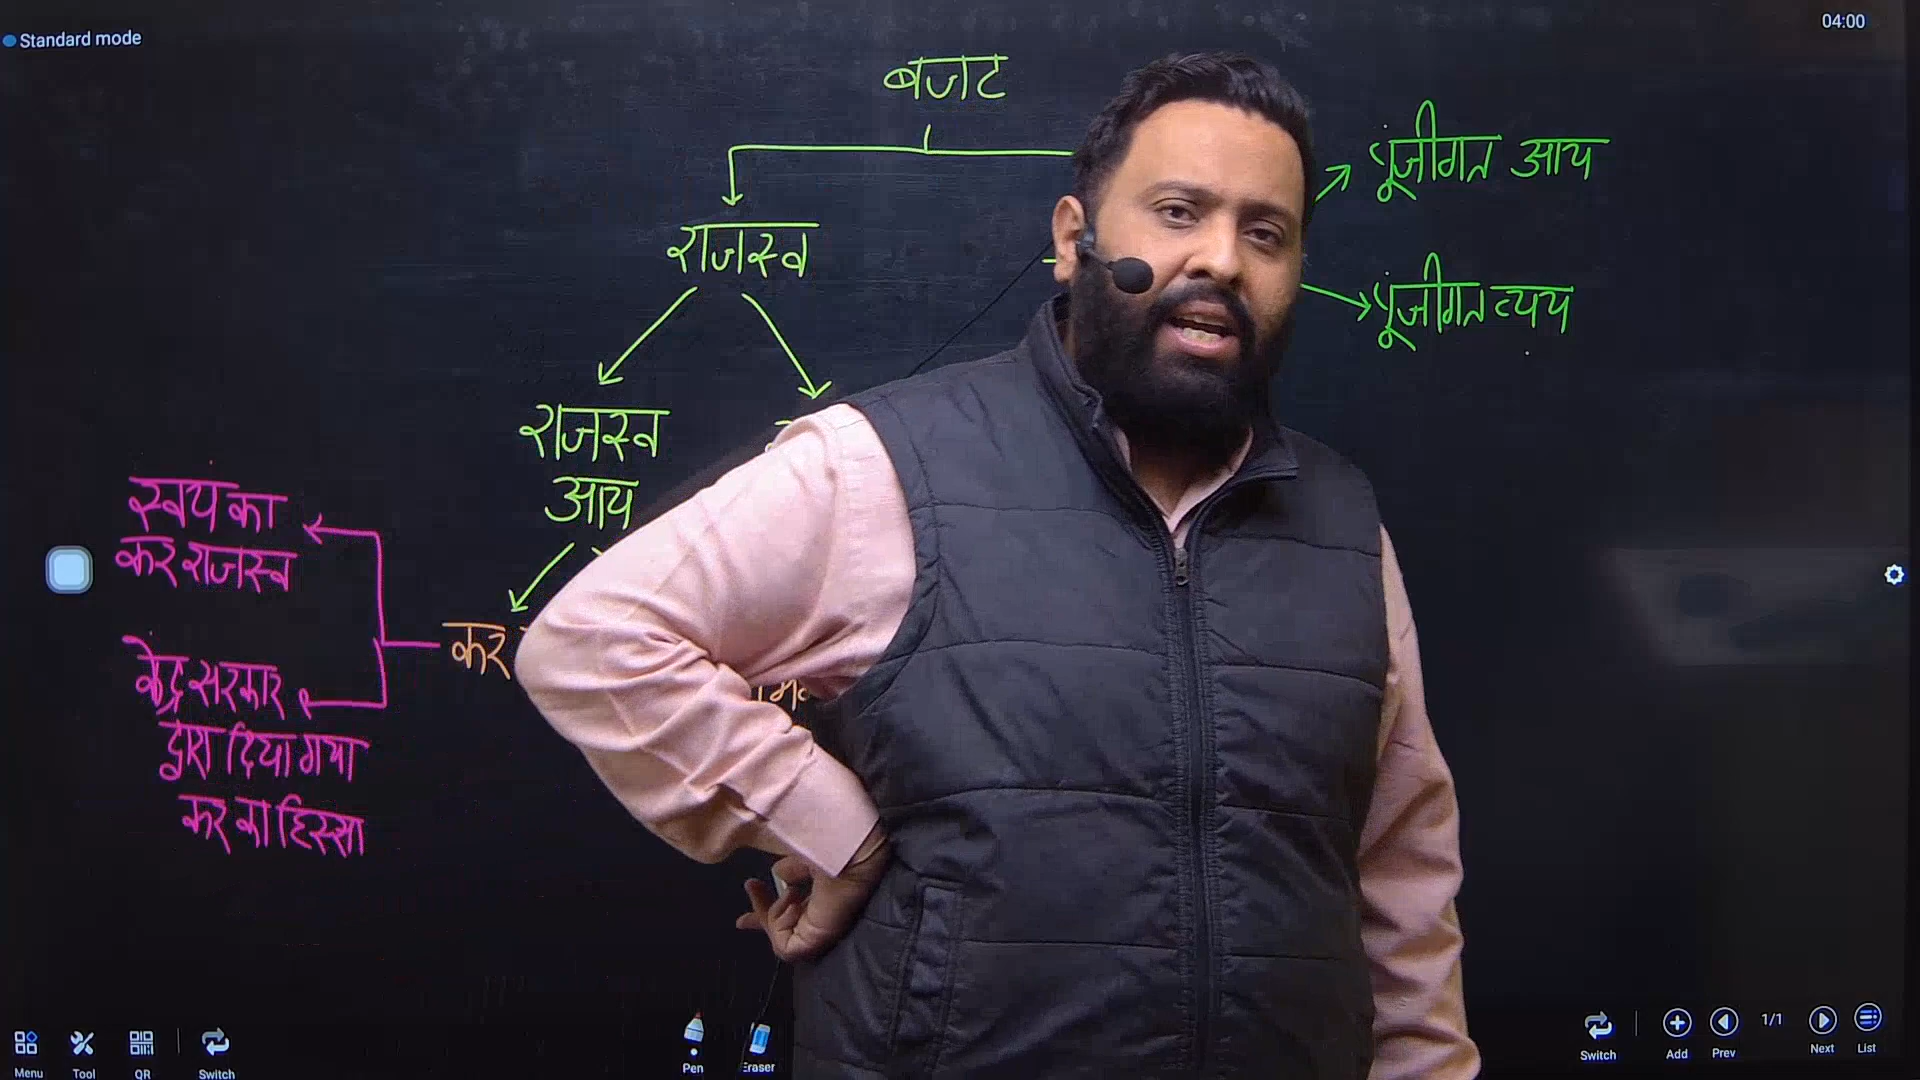 Standard mode
04:00
बजट
पूंजीगत आय
राजस्व
पूंजीगत व्यय
राजस्व
आय
स्वयं का
कर राजस्व
कर
केंद्र सरकार
द्वारा दिया गया
कर का हिस्सा
Menu
Tool
QR
Switch
Pen
Eraser
Switch
Add
Prev
1/1
Next
List